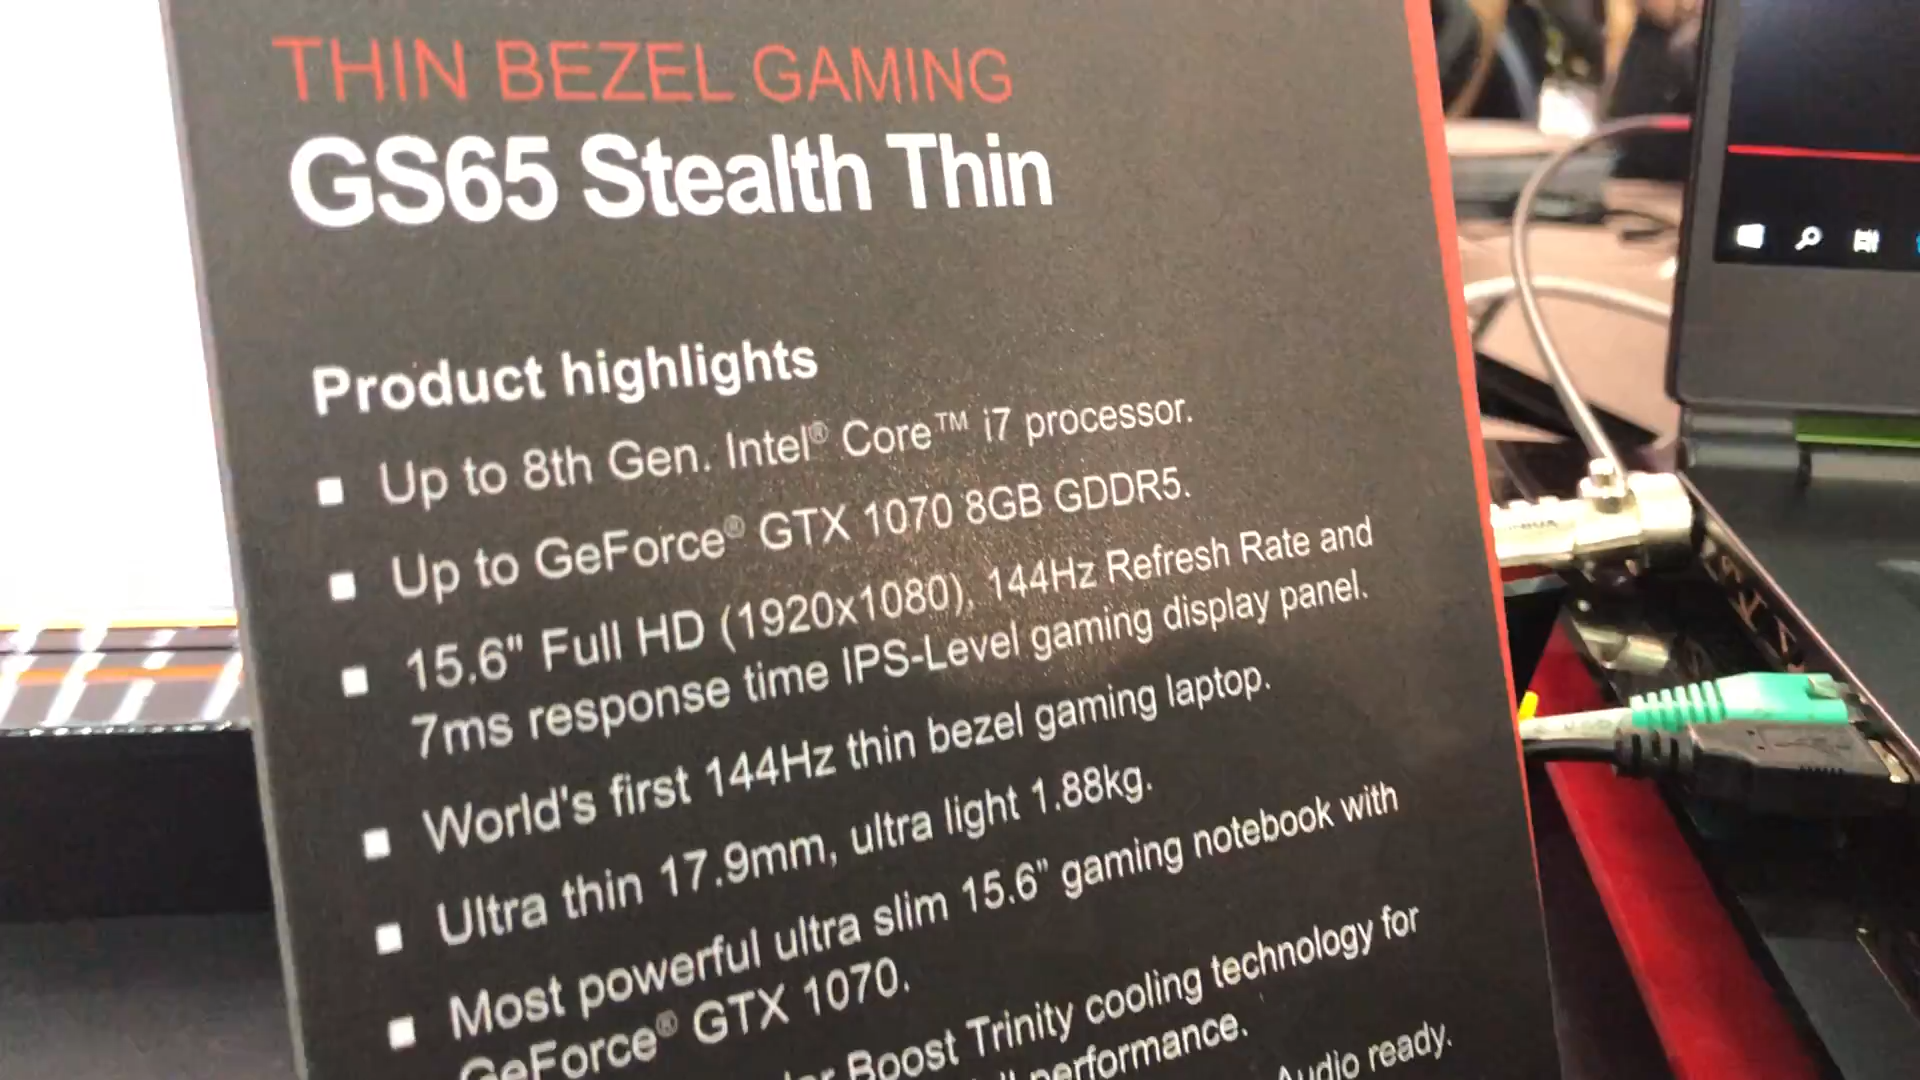 THIN BEZEL GAMING
GS65 Stealth Thin
Product highlights
▪ Up to 8th Gen. Intel® Core™ i7 processor.
▪ Up to GeForce® GTX 1070 8GB GDDR5.
▪ 15.6" Full HD (1920x1080), 144Hz Refresh Rate and
7ms response time IPS-Level gaming display panel.
▪ World's first 144Hz thin bezel gaming laptop.
▪ Ultra thin 17.9mm, ultra light 1.88kg.
▪ Most powerful ultra slim 15.6" gaming notebook with
GeForce® GTX 1070.
Boost Trinity cooling technology for
performance.
Audio ready.